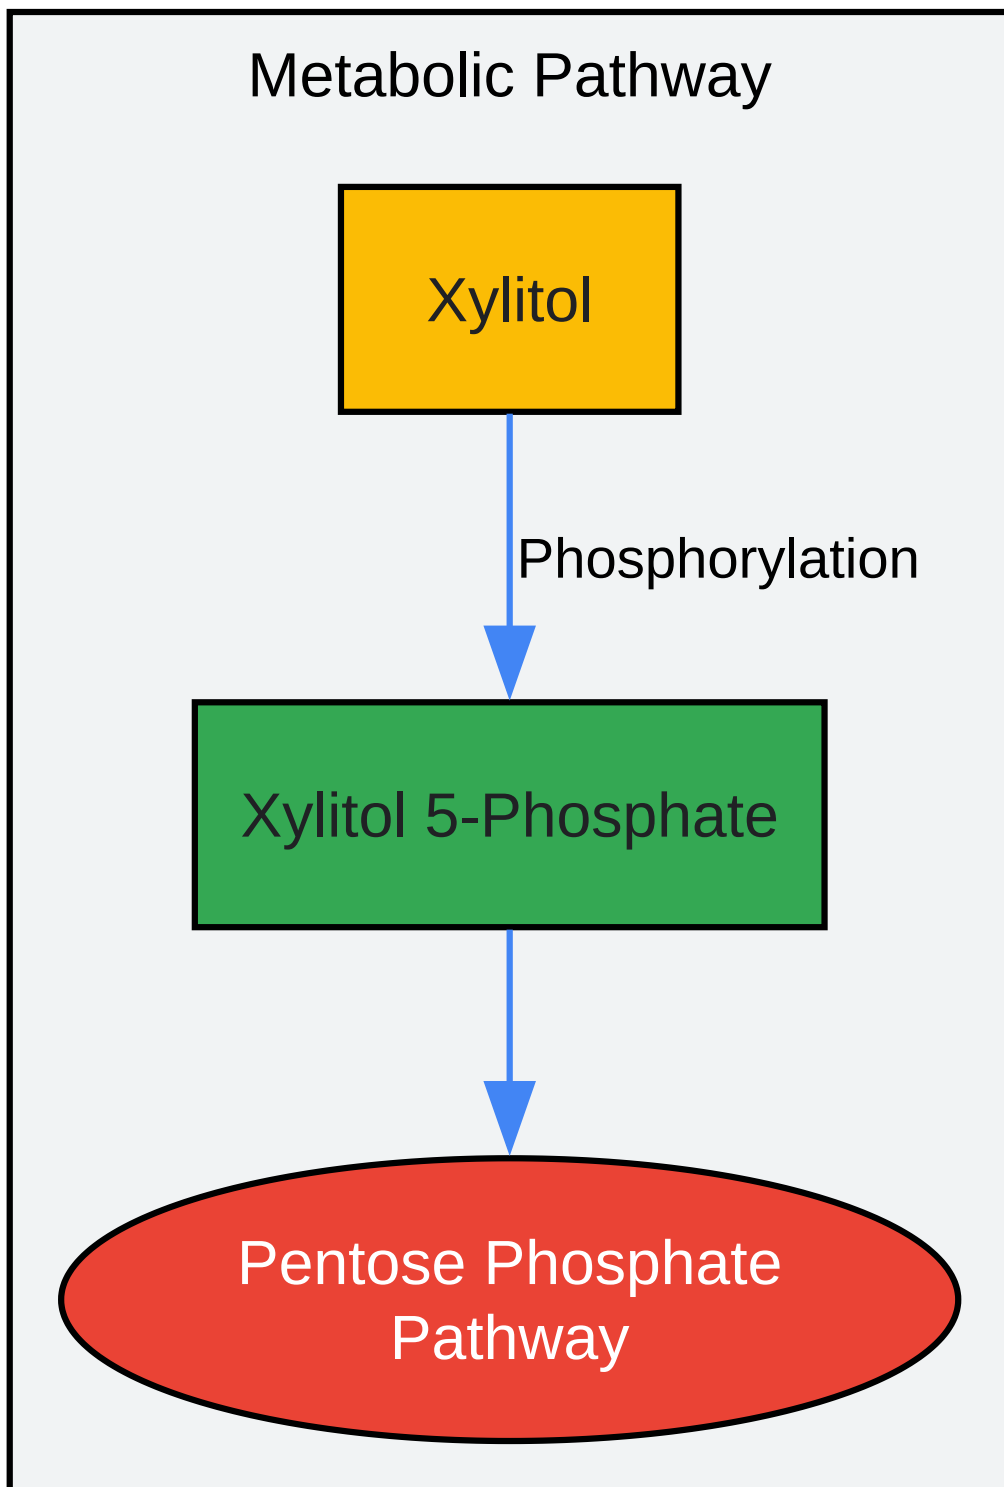 Metabolic Pathway
Xylitol
Phosphorylation
Xylitol 5-Phosphate
Pentose Phosphate
Pathway